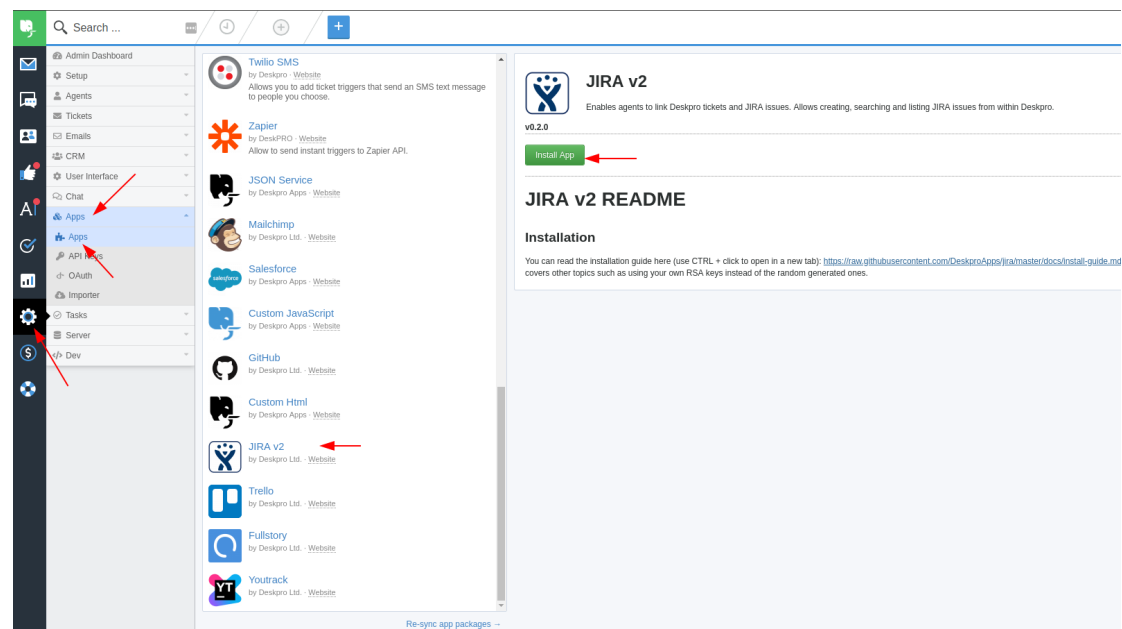 Search ...
Admin Dashboard
Setup
Agents
Tickets
Emails
CRM
User Interface
Chat
Apps
Apps
API Keys
OAuth
Importer
Tasks
Server
Dev
Twilio SMS
by Deskpro · Website
Allows you to add ticket triggers that send an SMS text message
to people you choose.
Zapier
by DeskPRO · Website
Allow to send instant triggers to Zapier API.
JSON Service
by Deskpro Apps · Website
Mailchimp
by Deskpro Ltd. · Website
salesforce
Salesforce
by Deskpro Apps · Website
Custom JavaScript
by Deskpro Apps · Website
GitHub
by Deskpro Ltd. · Website
Custom Html
by Deskpro Apps · Website
JIRA v2
by Deskpro Ltd. · Website
Trello
by Deskpro Ltd. · Website
Fullstory
by Deskpro Ltd. · Website
YT
Youtrack
by Deskpro Ltd. · Website
Re-sync app packages →
JIRA v2
Enables agents to link Deskpro tickets and JIRA issues. Allows creating, searching and listing JIRA issues from within Deskpro.
v0.2.0
Install App
JIRA v2 README
Installation
You can read the installation guide here (use CTRL + click to open in a new tab): https://raw.githubusercontent.com/DeskproApps/jira/master/docs/install-guide.md
covers other topics such as using your own RSA keys instead of the random generated ones.